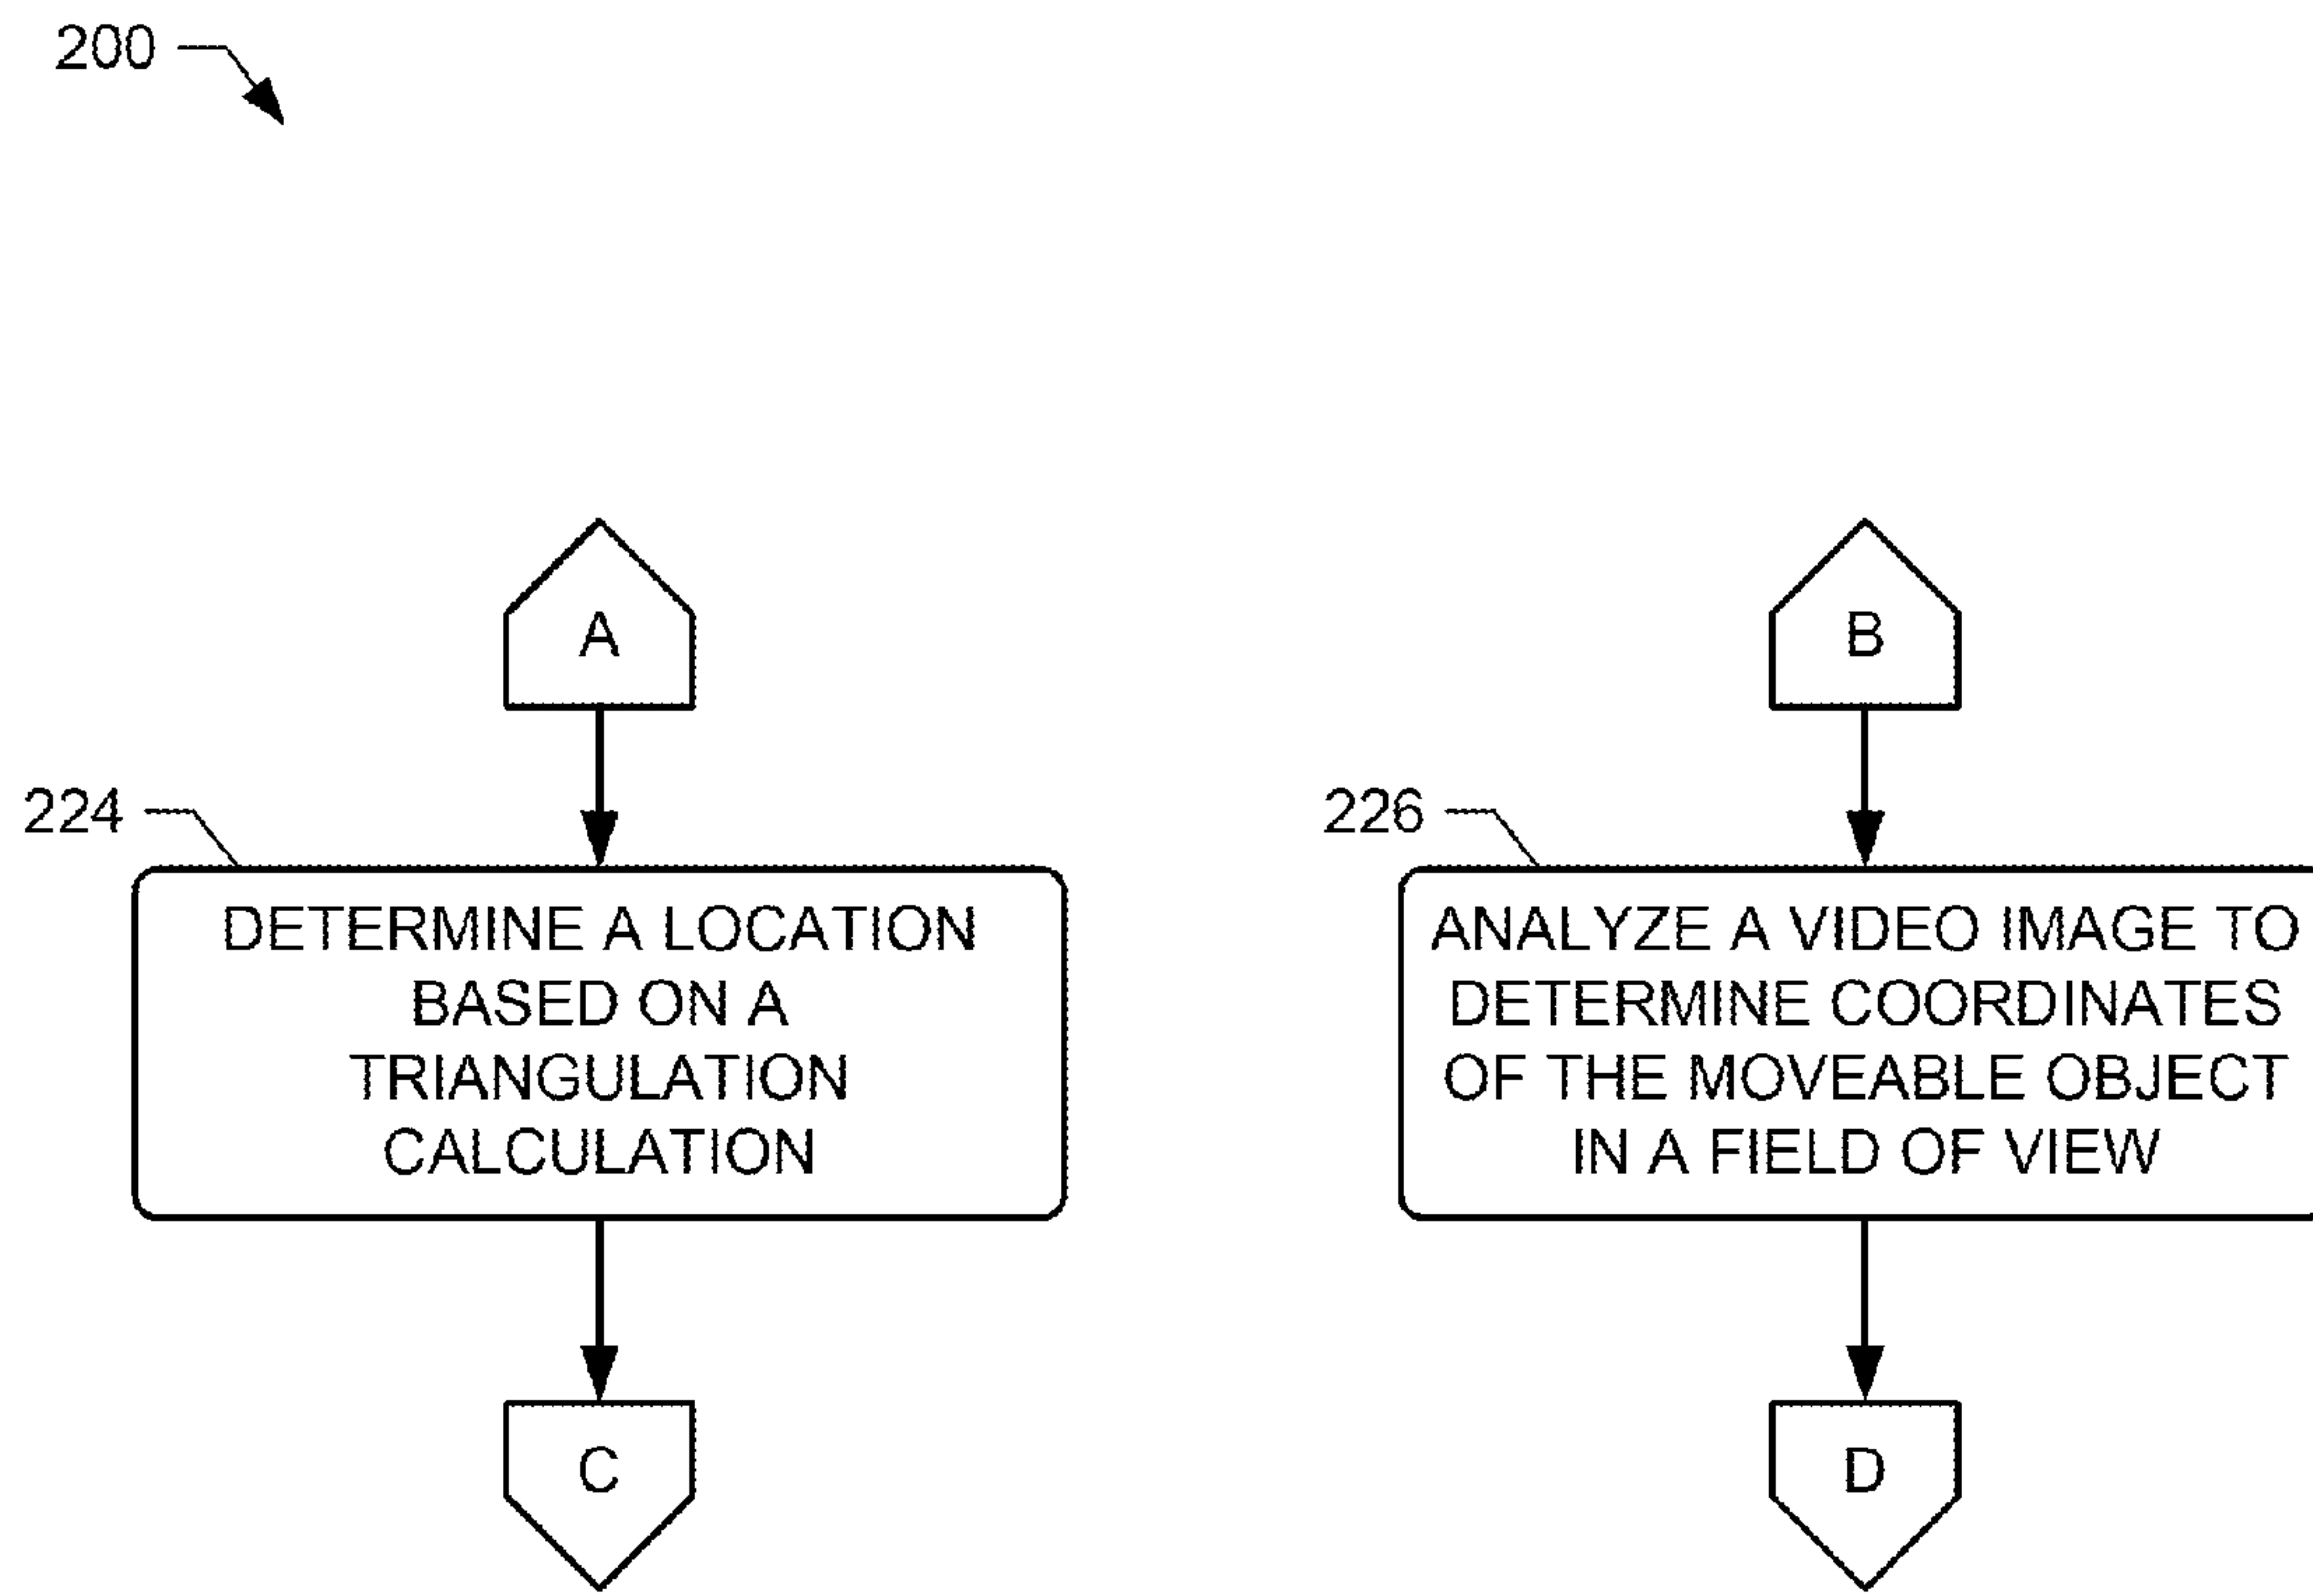 200
A
B
224
226
DETERMINE A LOCATION
BASED ON A
TRIANGULATION
CALCULATION
ANALYZE A VIDEO IMAGE TO
DETERMINE COORDINATES
OF THE MOVEABLE OBJECT
IN A FIELD OF VIEW
C
D